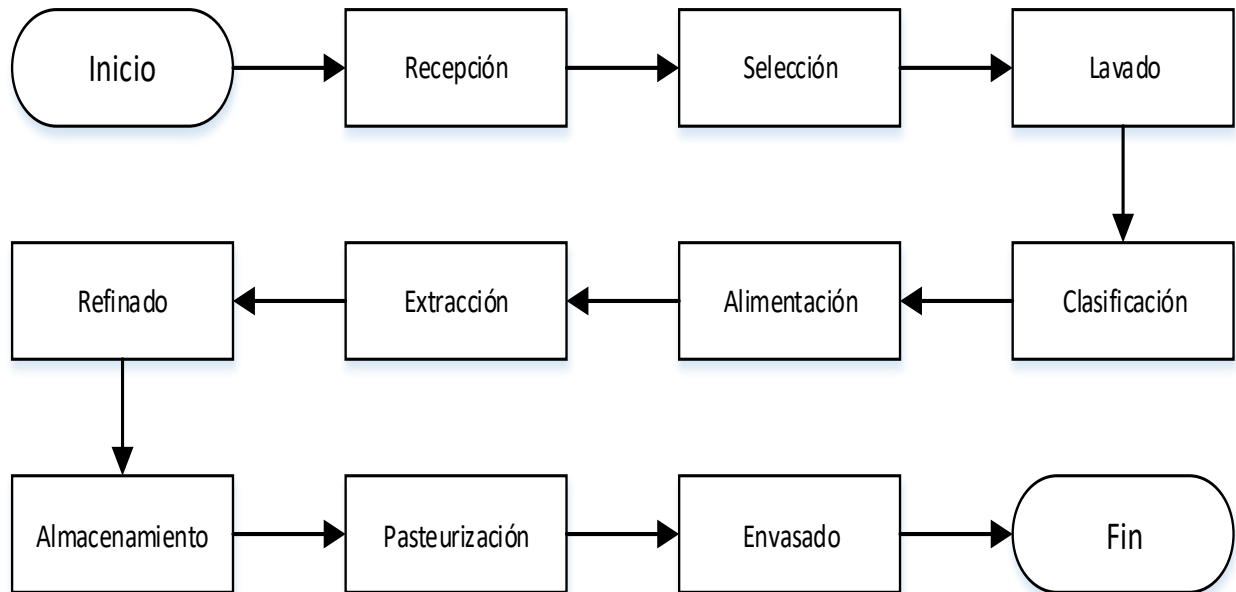 Inicio
Recepción
Selección
Lavado
Clasificación
Alimentación
Extracción
Refinado
Almacenamiento
Pasteurización
Envasado
Fin